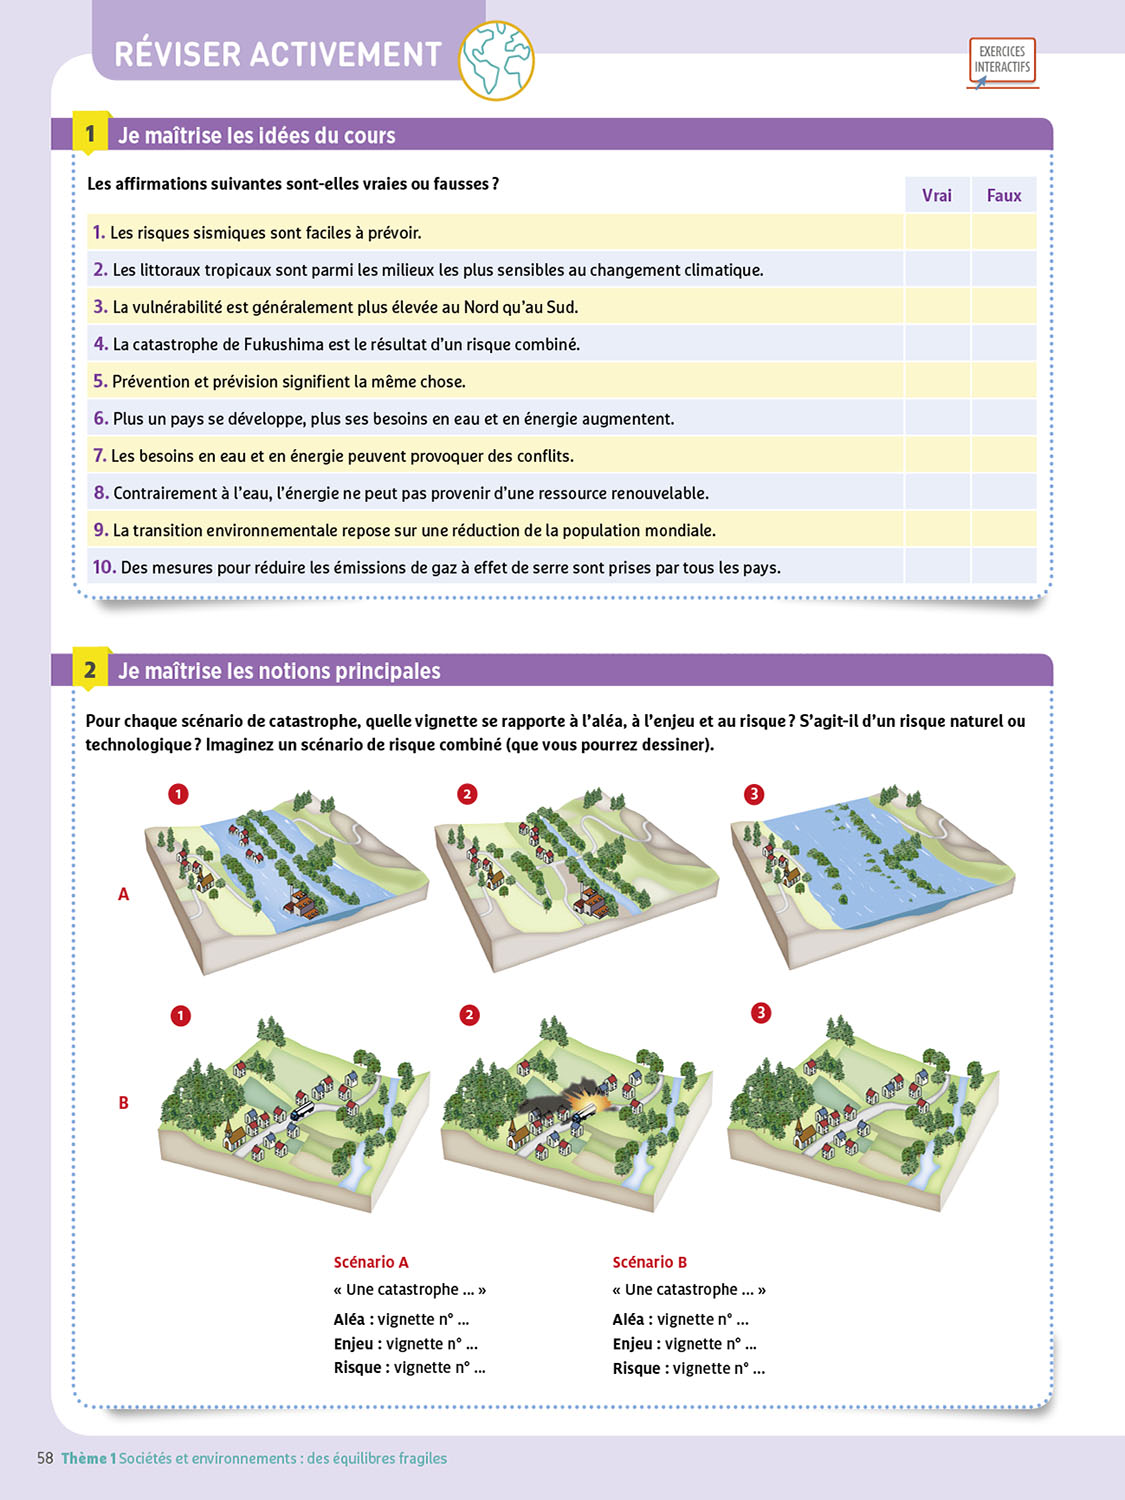 RÉVISER ACTIVEMENT
EXERCICES
INTERACTIFS
1 Je maîtrise les idées du cours
Les affirmations suivantes sont-elles vraies ou fausses ?
Vrai Faux
1. Les risques sismiques sont faciles à prévoir.
2. Les littoraux tropicaux sont parmi les milieux les plus sensibles au changement climatique.
3. La vulnérabilité est généralement plus élevée au Nord qu'au Sud.
4. La catastrophe de Fukushima est le résultat d'un risque combiné.
5. Prévention et prévision signifient la même chose.
6. Plus un pays se développe, plus ses besoins en eau et en énergie augmentent.
7. Les besoins en eau et en énergie peuvent provoquer des conflits.
8. Contrairement à l'eau, l'énergie ne peut pas provenir d'une ressource renouvelable.
9. La transition environnementale repose sur une réduction de la population mondiale.
10. Des mesures pour réduire les émissions de gaz à effet de serre sont prises par tous les pays.
2 Je maîtrise les notions principales
Pour chaque scénario de catastrophe, quelle vignette se rapporte à l'aléa, à l'enjeu et au risque ? S'agit-il d'un risque naturel ou
technologique ? Imaginez un scénario de risque combiné (que vous pourrez dessiner).
1 2 3
A
1 2 3
B
Scénario A
« Une catastrophe ... »
Aléa : vignette n° ...
Enjeu : vignette n° ...
Risque : vignette n° ...
Scénario B
« Une catastrophe ... »
Aléa : vignette n° ...
Enjeu : vignette n° ...
Risque : vignette n° ...
58 Thème 1 Sociétés et environnements : des équilibres fragiles